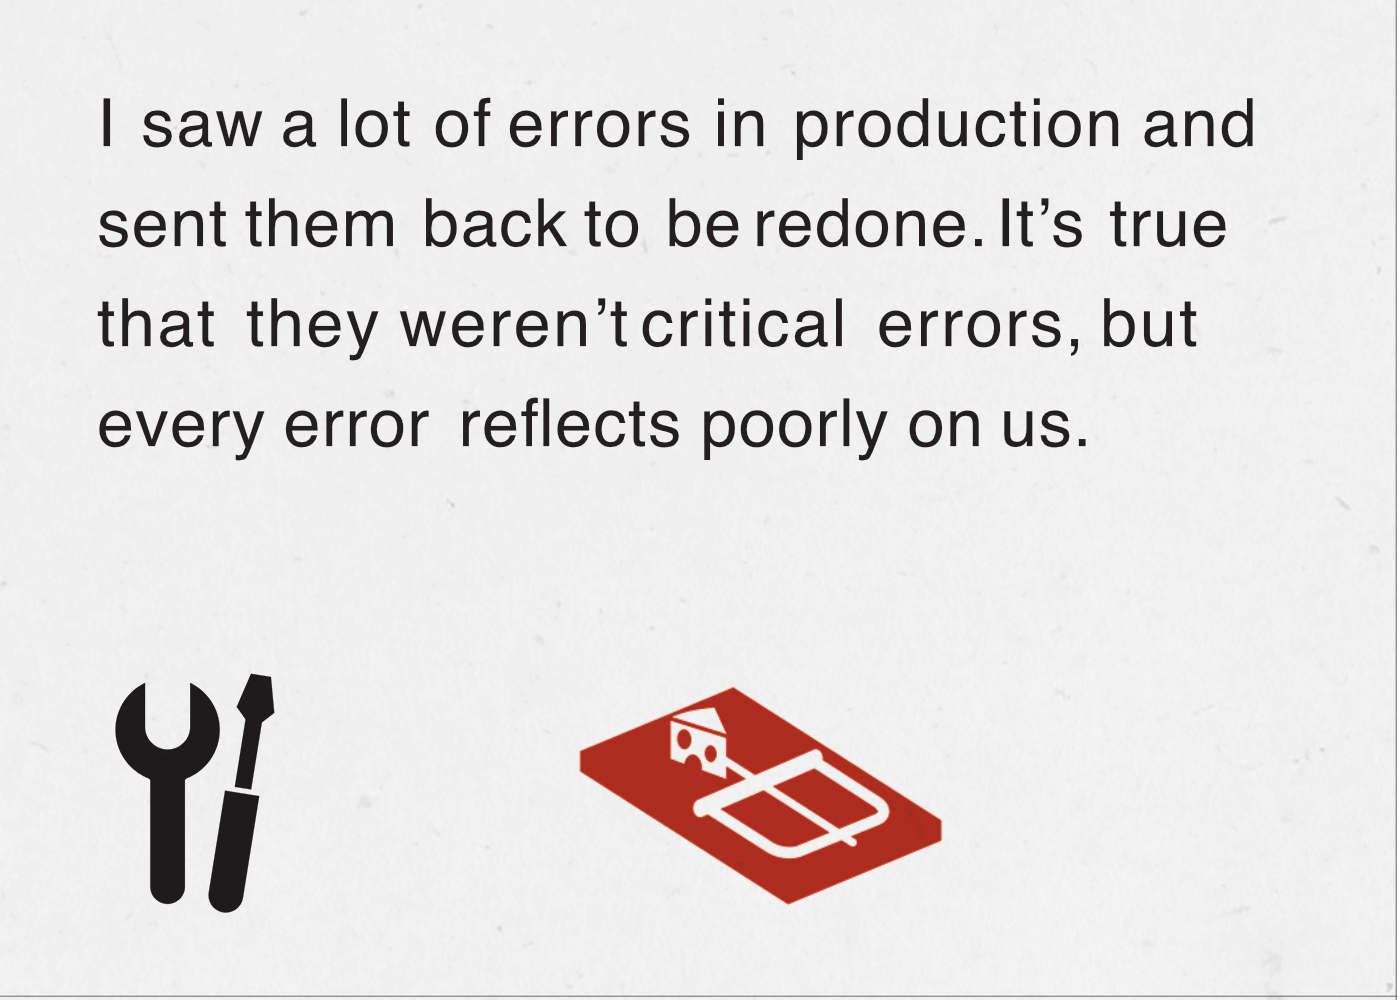 I saw a lot of errors in production and
sent them back to be redone. It’s true
that they weren’t critical errors, but
every error reflects poorly on us.